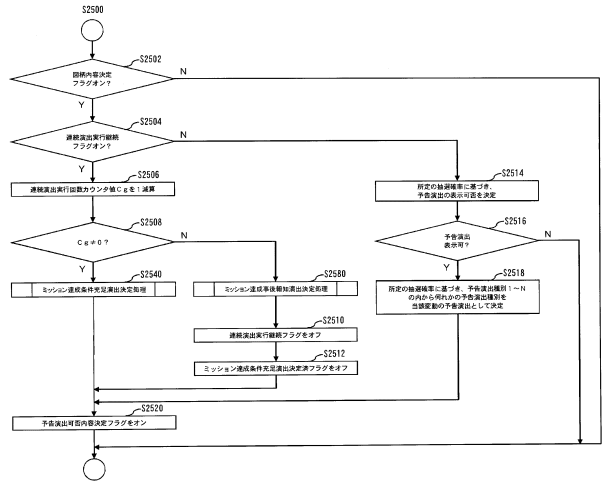 S2500
S2502
図柄内容決定
フラグオン?
N
Y
S2504
連続演出実行継続
フラグオン?
N
Y
S2506
連続演出実行回数カウンタ値Cgを1減算
S2508
Cg≠0?
N
Y
S2514
所定の抽選確率に基づき、
予告演出の表示可否を決定
S2516
予告演出
表示可?
N
Y
S2518
所定の抽選確率に基づき、予告演出種別1〜N
の内から何れかの予告演出種別を
当該変動の予告演出として決定
S2540
ミッション達成条件充足演出決定処理
S2580
ミッション達成事後報知演出決定処理
S2510
連続演出実行継続フラグをオフ
S2512
ミッション達成条件充足演出決定済フラグをオフ
S2520
予告演出可否内容決定フラグをオン